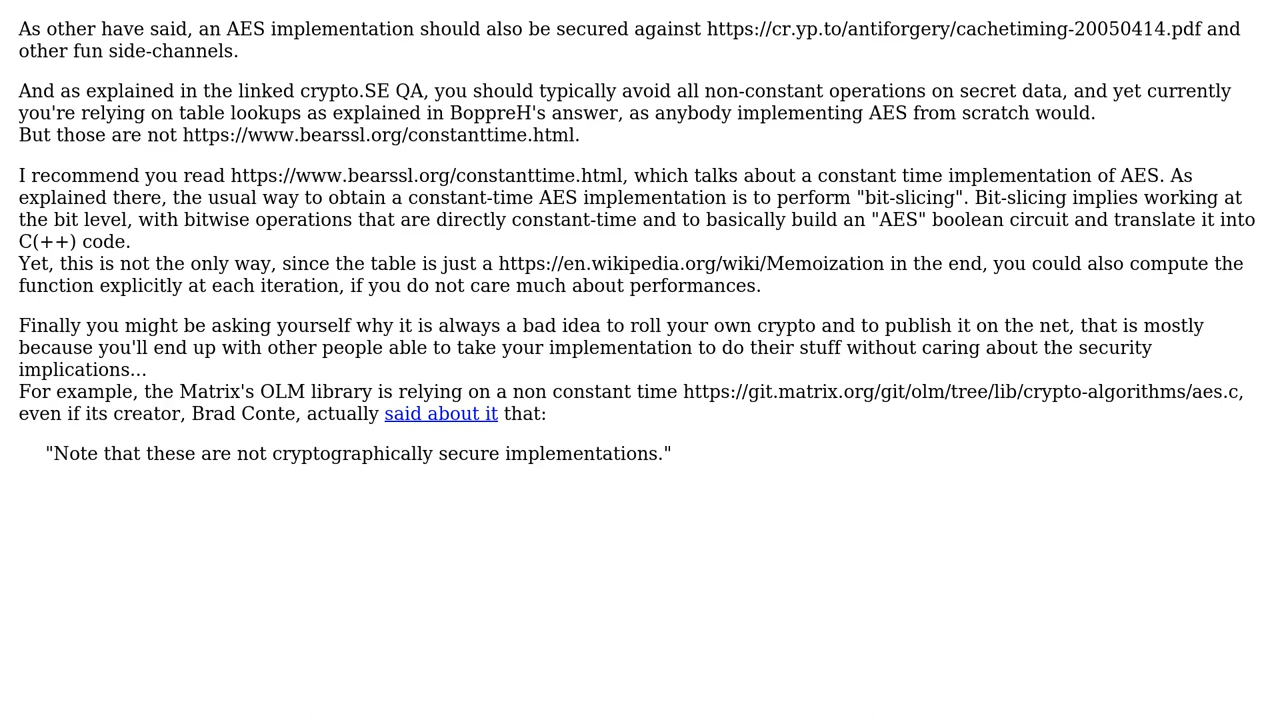 As other have said, an AES implementation should also be secured against https://cr.yp.to/antiforgery/cachetiming-20050414.pdf and
other fun side-channels.
And as explained in the linked crypto.SE QA, you should typically avoid all non-constant operations on secret data, and yet currently
you're relying on table lookups as explained in BoppreH's answer, as anybody implementing AES from scratch would.
But those are not https://www.bearssl.org/constanttime.html.
I recommend you read https://www.bearssl.org/constanttime.html, which talks about a constant time implementation of AES. As
explained there, the usual way to obtain a constant-time AES implementation is to perform "bit-slicing". Bit-slicing implies working at
the bit level, with bitwise operations that are directly constant-time and to basically build an "AES" boolean circuit and translate it into
C(++) code.
Yet, this is not the only way, since the table is just a https://en.wikipedia.org/wiki/Memoization in the end, you could also compute the
function explicitly at each iteration, if you do not care much about performances.
Finally you might be asking yourself why it is always a bad idea to roll your own crypto and to publish it on the net, that is mostly
because you'll end up with other people able to take your implementation to do their stuff without caring about the security
implications...
For example, the Matrix's OLM library is relying on a non constant time https://git.matrix.org/git/olm/tree/lib/crypto-algorithms/aes.c,
even if its creator, Brad Conte, actually said about it that:
"Note that these are not cryptographically secure implementations."